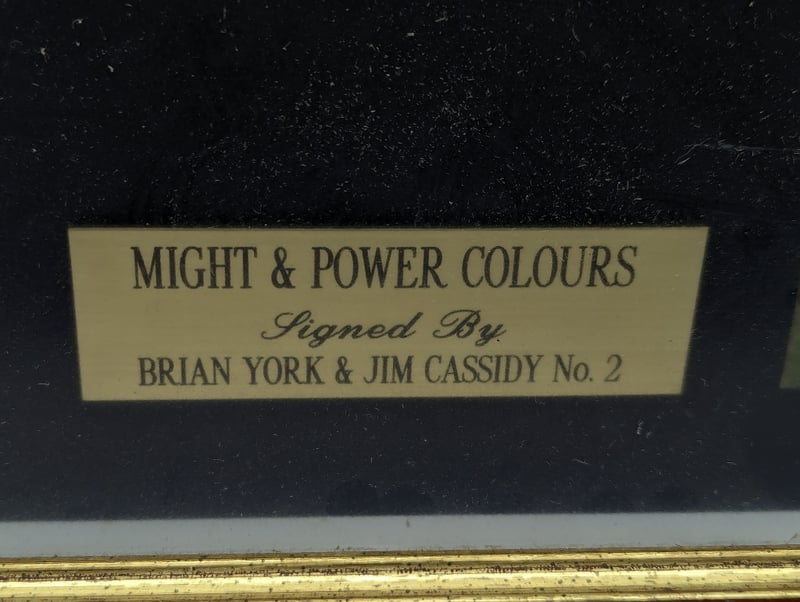 MIGHT & POWER COLOURS
Signed By
BRIAN YORK & JIM CASSIDY No. 2